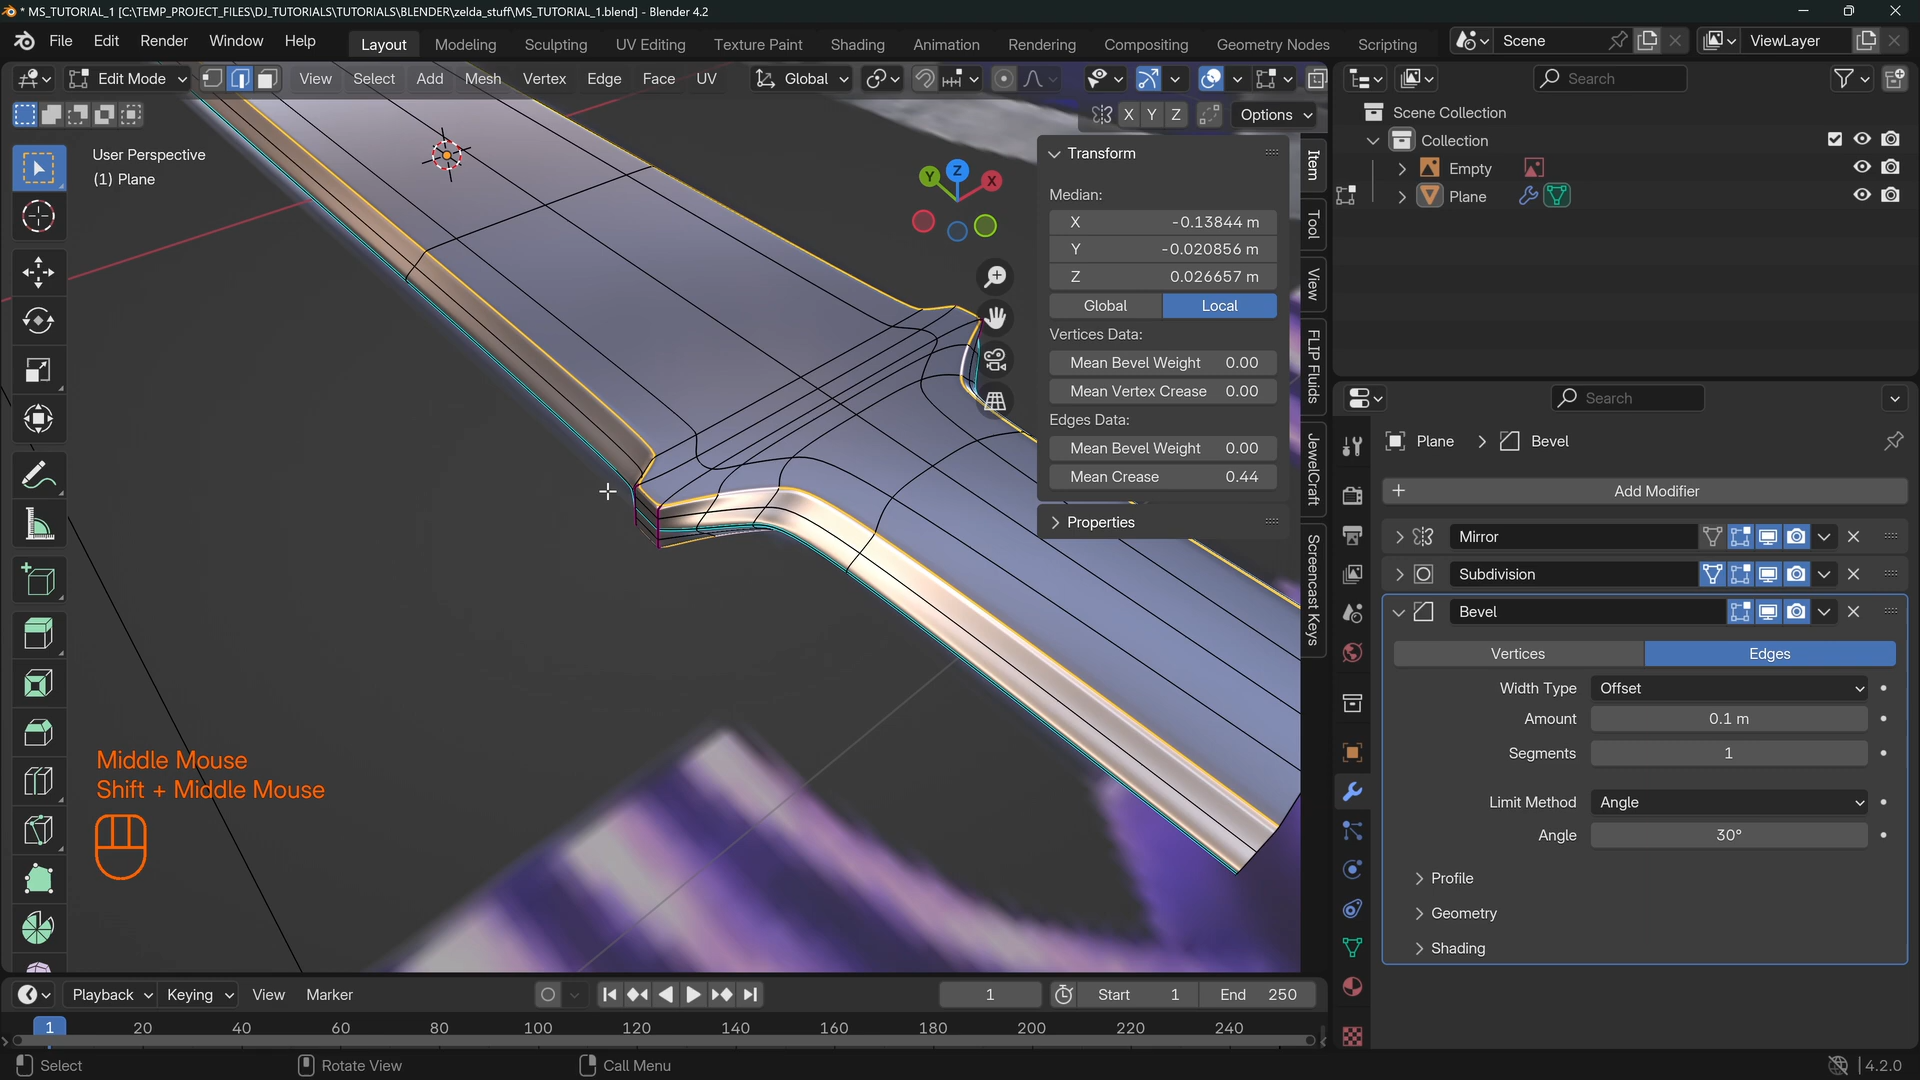 * MS_TUTORIAL_1 [C:\TEMP_PROJECT_FILES\DJ_TUTORIALS\TUTORIALS\BLENDER\zelda_stuff\MS_TUTORIAL_1.blend] - Blender 4.2
File Edit Render Window Help Layout Modeling Sculpting UV Editing Texture Paint Shading Animation Rendering Compositing Geometry Nodes Scripting Scene ViewLayer
Edit Mode View Select Add Mesh Vertex Edge Face UV Global Search
X Y Z Options
Scene Collection
Collection
Empty
Plane
User Perspective
(1) Plane
Y Z X
Transform
Median:
X -0.13844 m
Y -0.020856 m
Z 0.026657 m
Global Local
Vertices Data:
Mean Bevel Weight 0.00
Mean Vertex Crease 0.00
Edges Data:
Mean Bevel Weight 0.00
Mean Crease 0.44
Properties
Item
Tool
View
FLIP Fluids
JewelCraft
Screencast Keys
Search
Plane Bevel
Add Modifier
Mirror
Subdivision
Bevel
Vertices Edges
Width Type Offset
Amount 0.1 m
Segments 1
Limit Method Angle
Angle 30°
Profile
Geometry
Shading
Middle Mouse
Shift + Middle Mouse
Playback Keying View Marker 1 Start 1 End 250
1 20 40 60 80 100 120 140 160 180 200 220 240
Select Rotate View Call Menu 4.2.0